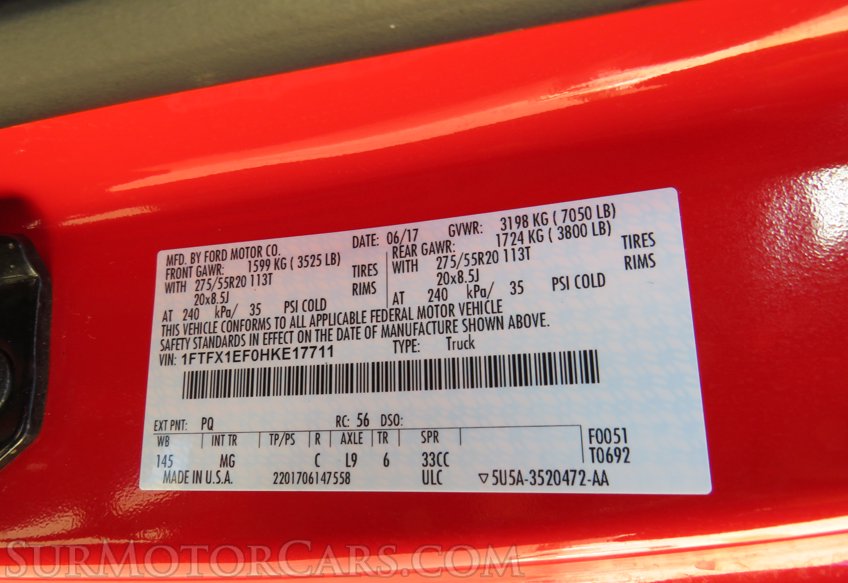 MFD. BY FORD MOTOR CO. DATE: 06/17 GVWR: 3198 KG ( 7050 LB)
FRONT GAWR: 1599 KG ( 3525 LB) REAR GAWR: 1724 KG ( 3800 LB)
WITH 275/55R20 113T TIRES WITH 275/55R20 113T TIRES
20x8.5J RIMS 20x8.5J RIMS
AT 240 kPa/ 35 PSI COLD AT 240 kPa/ 35 PSI COLD
THIS VEHICLE CONFORMS TO ALL APPLICABLE FEDERAL MOTOR VEHICLE
SAFETY STANDARDS IN EFFECT ON THE DATE OF MANUFACTURE SHOWN ABOVE.
VIN: 1FTFX1EF0HKE17711 TYPE: Truck
EXT PNT: PQ RC: 56 DSO:
WB INT TR TP/PS R AXLE TR SPR F0051
145 MG C L9 6 33CC T0692
MADE IN U.S.A. 2201706147558 ULC ▽5U5A-3520472-AA
SURMOTORCARS.COM SURMOTORCARS.COM